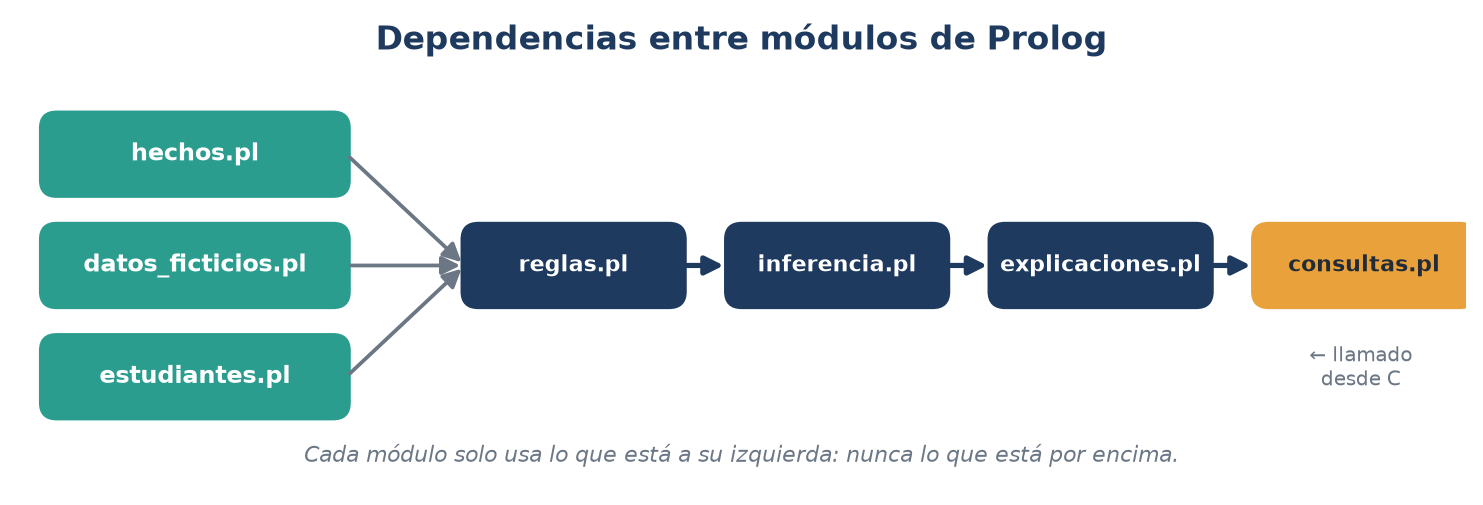 Dependencias entre módulos de Prolog
hechos.pl
datos_ficticios.pl
estudiantes.pl
reglas.pl
inferencia.pl
explicaciones.pl
consultas.pl
← llamado
desde C
Cada módulo solo usa lo que está a su izquierda: nunca lo que está por encima.